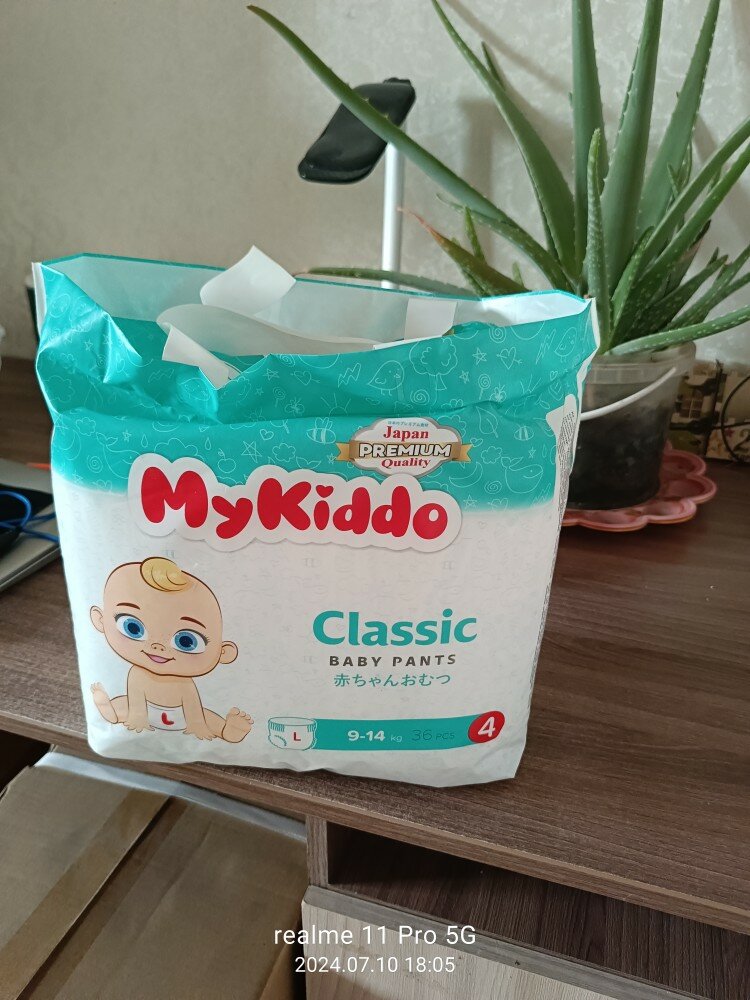 Japan
PREMIUM
Quality
MyKiddo
Classic
BABY PANTS
赤ちゃんおむつ
L
L
9-14 kg 36 PCS 4
realme 11 Pro 5G
2024.07.10 18:05